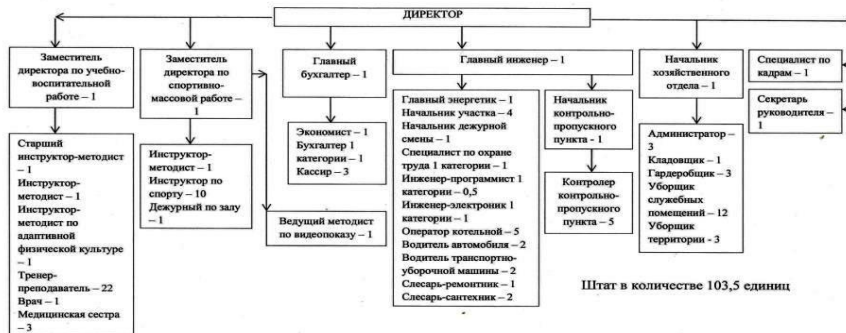 ДИРЕКТОР
Заместитель
директора по учебно-
воспитательной
работе – 1
Старший
инструктор-методист –
1
Инструктор-
методист – 1
Инструктор-
методист по
адаптивной
физической культуре
– 1
Тренер-
преподаватель – 22
Врач – 1
Медицинская сестра
– 3
Заместитель
директора по
спортивно-
массовой работе –
1
Инструктор-
методист – 1
Инструктор по
спорту – 10
Дежурный по залу
– 1
Ведущий методист
по видеопоказу – 1
Главный
бухгалтер – 1
Экономист – 1
Бухгалтер 1
категории – 1
Кассир – 3
Главный инженер – 1
Главный энергетик – 1
Начальник участка – 4
Начальник дежурной
смены – 1
Специалист по охране
труда 1 категории – 1
Инженер-программист 1
категории – 0,5
Инженер-электроник 1
категории – 1
Оператор котельной – 5
Водитель автомобиля – 2
Водитель транспортно-
уборочной машины – 2
Слесарь-ремонтник – 1
Слесарь-сантехник – 2
Начальник
контрольно-
пропускного
пункта - 1
Контролер
контрольно-
пропускного
пункта – 5
Начальник
хозяйственного
отдела – 1
Администратор –
3
Кладовщик – 1
Гардеробщик – 3
Уборщик
служебных
помещений – 12
Уборщик
территории - 3
Специалист по
кадрам – 1
Секретарь
руководителя –
1
Штат в количестве 103,5 единиц